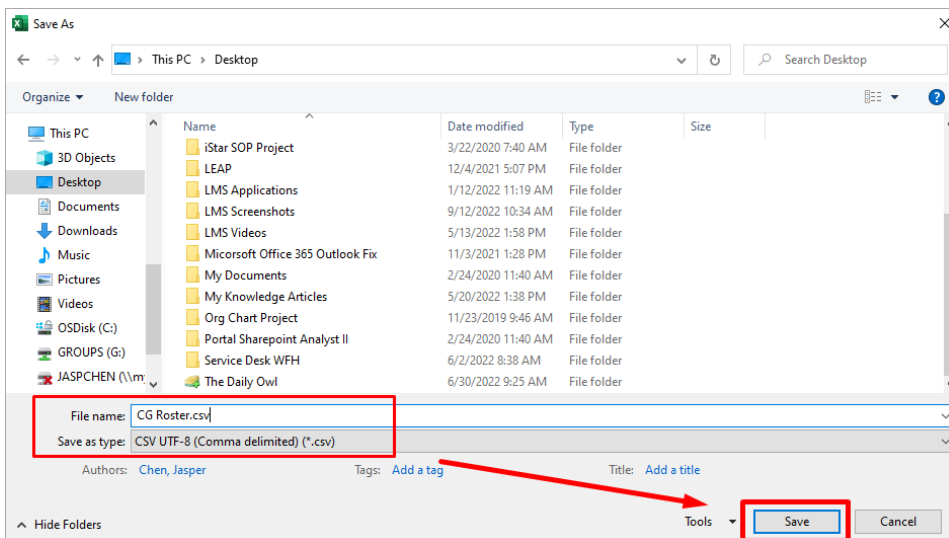 Save As
This PC > Desktop
Search Desktop
Organize
New folder
This PC
3D Objects
Desktop
Documents
Downloads
Music
Pictures
Videos
OSDisk (C:)
GROUPS (G:)
JASPCHEN (\\m
Name Date modified Type Size
iStar SOP Project 3/22/2020 7:40 AM File folder
LEAP 12/4/2021 5:07 PM File folder
LMS Applications 1/12/2022 11:19 AM File folder
LMS Screenshots 9/12/2022 10:34 AM File folder
LMS Videos 5/13/2022 1:58 PM File folder
Micorsoft Office 365 Outlook Fix 11/3/2021 1:28 PM File folder
My Documents 2/24/2020 11:40 AM File folder
My Knowledge Articles 5/20/2022 1:38 PM File folder
Org Chart Project 11/23/2019 9:46 AM File folder
Portal Sharepoint Analyst II 2/24/2020 11:40 AM File folder
Service Desk WFH 6/2/2022 8:38 AM File folder
The Daily Owl 6/30/2022 9:25 AM File folder
File name: CG Roster.csv
Save as type: CSV UTF-8 (Comma delimited) (*.csv)
Authors: Chen, Jasper Tags: Add a tag Title: Add a title
Hide Folders Tools Save Cancel